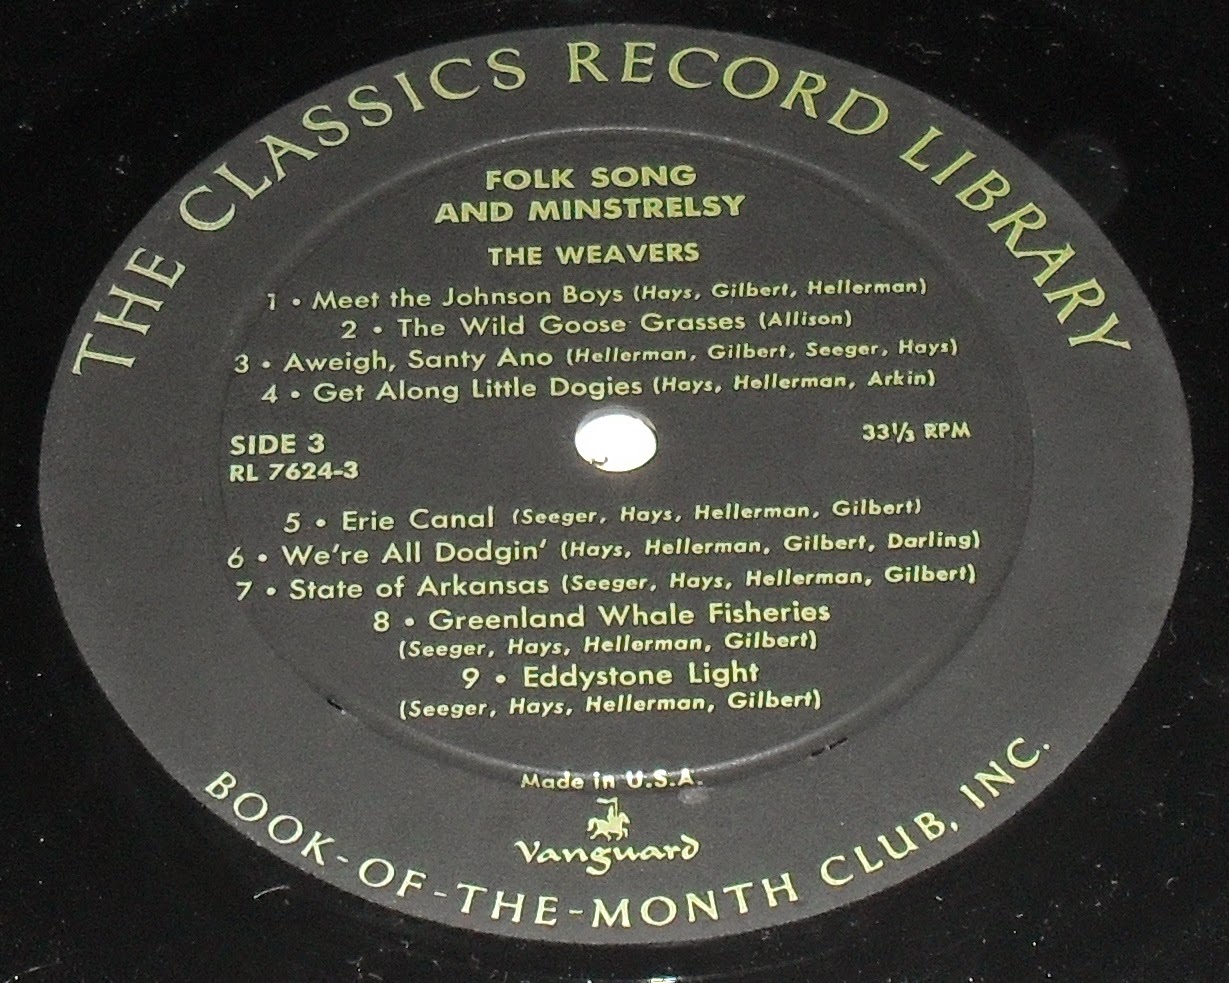 THE CLASSICS RECORD LIBRARY
FOLK SONG
AND MINSTRELSY
THE WEAVERS
1 • Meet the Johnson Boys (Hays, Gilbert, Hellerman)
2 • The Wild Goose Grasses (Allison)
3 • Aweigh, Santy Ano (Hellerman, Gilbert, Seeger, Hays)
4 • Get Along Little Dogies (Hays, Hellerman, Arkin)
SIDE 3
33⅓ RPM
RL 7624-3
5 • Erie Canal (Seeger, Hays, Hellerman, Gilbert)
6 • We're All Dodgin' (Hays, Hellerman, Gilbert, Darling)
7 • State of Arkansas (Seeger, Hays, Hellerman, Gilbert)
8 • Greenland Whale Fisheries
(Seeger, Hays, Hellerman, Gilbert)
9 • Eddystone Light
(Seeger, Hays, Hellerman, Gilbert)
Made in U.S.A.
Vanguard
BOOK-OF-THE-MONTH CLUB, INC.